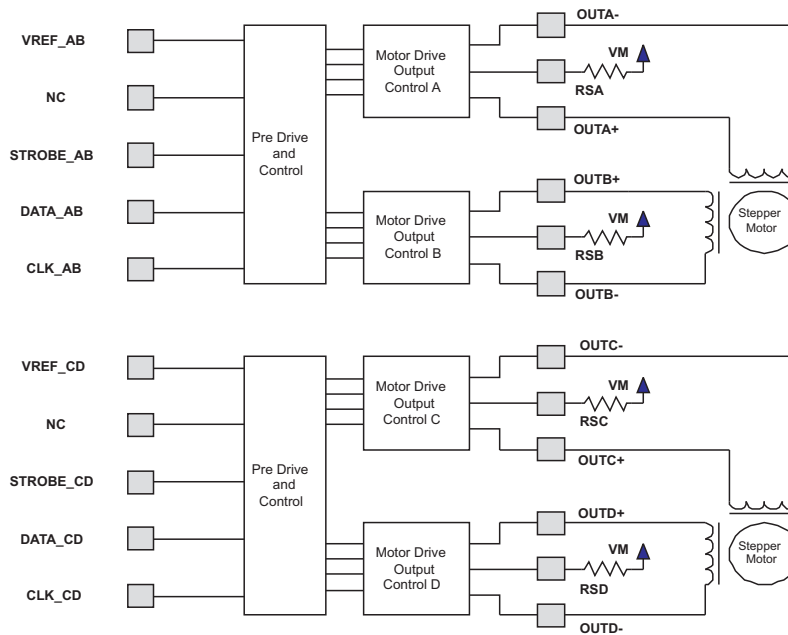 OUTA-
VREF_AB
VM
Motor Drive
Output
Control A
NC
RSA
OUTA+
Pre Drive
and
Control
STROBE_AB
OUTB+
DATA_AB
VM
Stepper
Motor
Motor Drive
Output
Control B
RSB
CLK_AB
OUTB-
OUTC-
VREF_CD
VM
Motor Drive
Output
Control C
NC
RSC
OUTC+
Pre Drive
and
Control
STROBE_CD
OUTD+
DATA_CD
VM
Stepper
Motor
Motor Drive
Output
Control D
RSD
CLK_CD
OUTD-